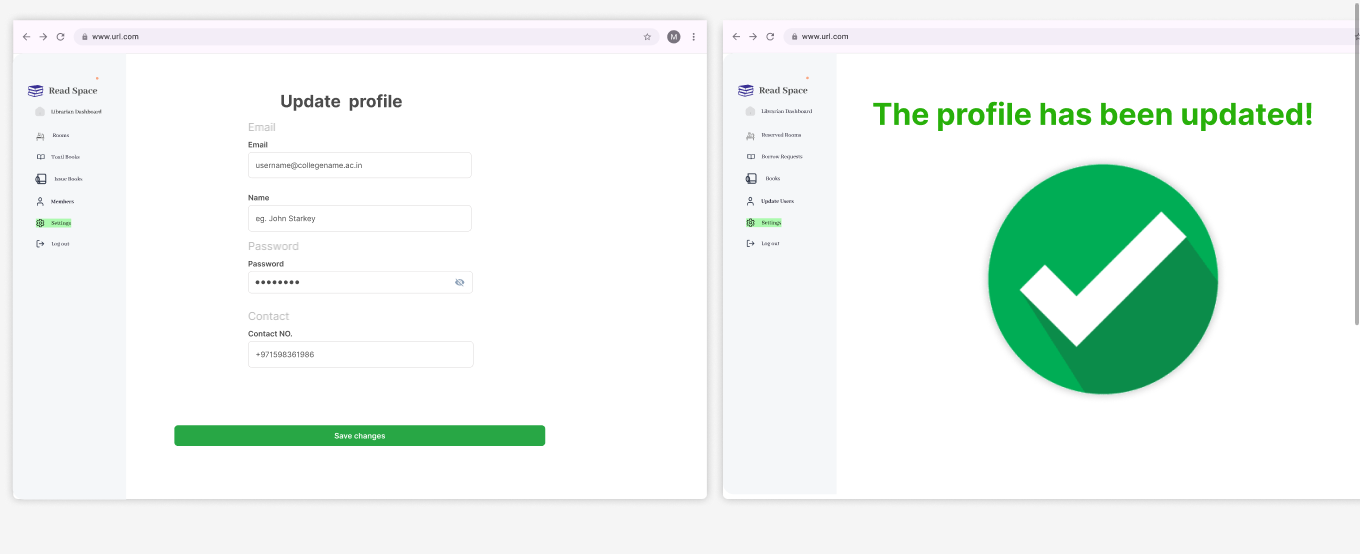 www.url.com
M
Read Space
Librarian Dashboard
Rooms
Issue Books
Members
Settings
Log out
Update profile
Email
Email
username@collegename.ac.in
Name
eg. John Starkey
Password
Password
Contact
Contact NO.
+971598361986
Save changes
www.url.com
Read Space
Librarian Dashboard
Reserved Rooms
Borrow Requests
Books
Update Users
Settings
Log out
The profile has been updated!